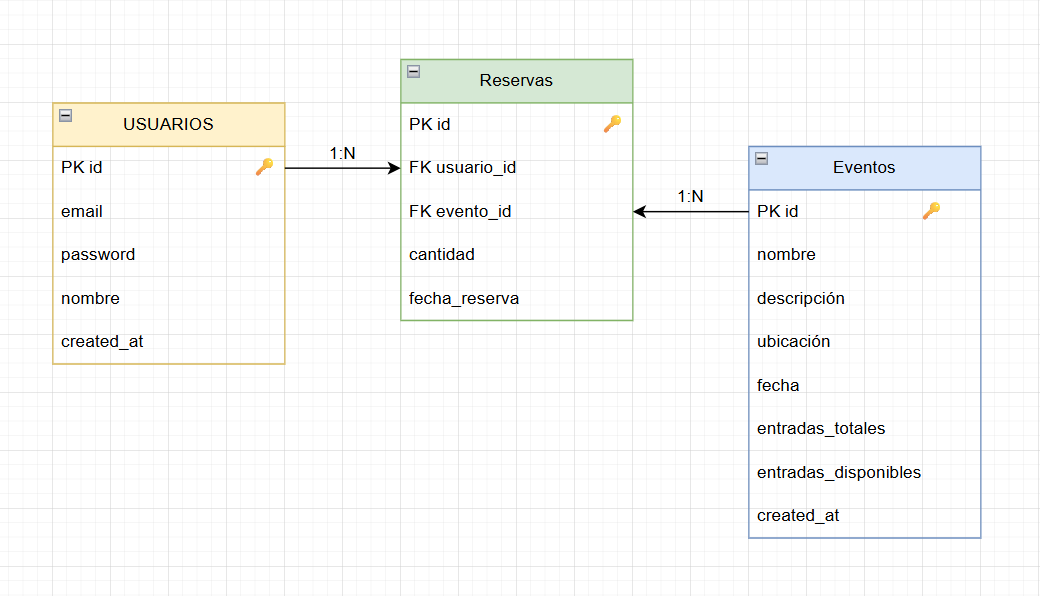 USUARIOS
PK id
email
password
nombre
created_at
1:N
Reservas
PK id
FK usuario_id
FK evento_id
cantidad
fecha_reserva
1:N
Eventos
PK id
nombre
descripción
ubicación
fecha
entradas_totales
entradas_disponibles
created_at